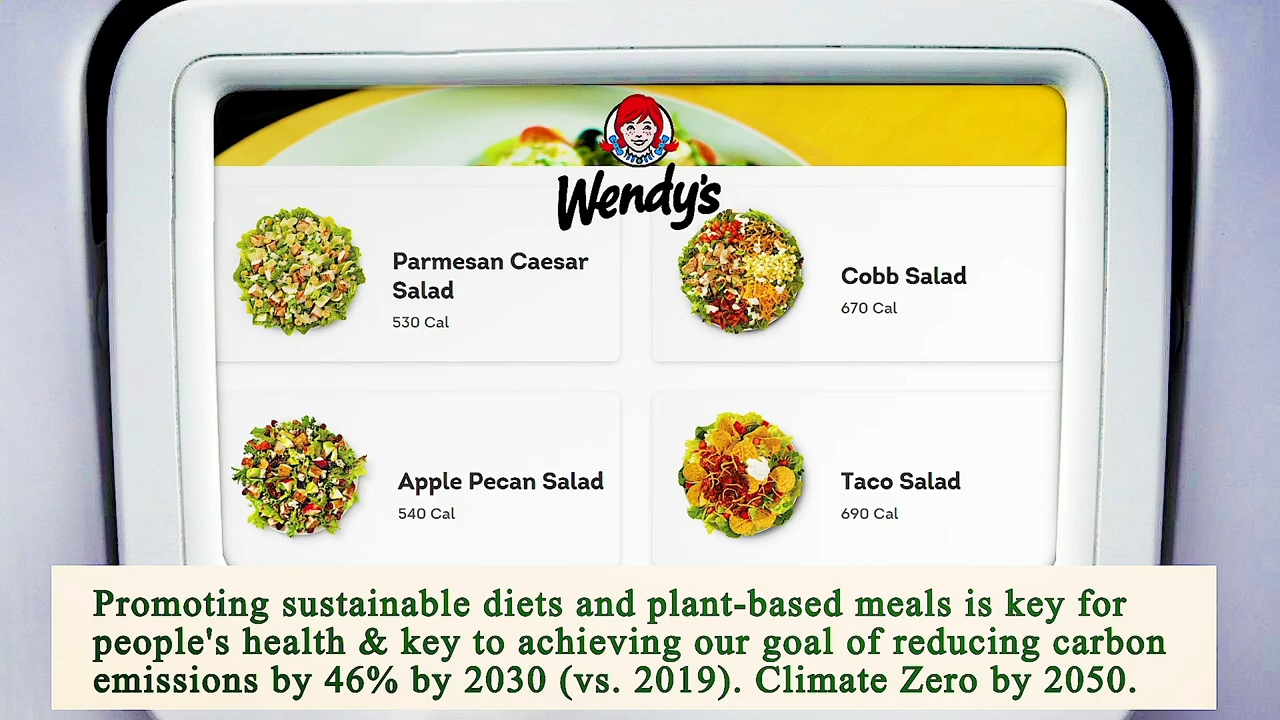 Wendy's
Parmesan Caesar
Salad
530 Cal
Cobb Salad
670 Cal
Apple Pecan Salad
540 Cal
Taco Salad
690 Cal
Promoting sustainable diets and plant-based meals is key for
people's health & key to achieving our goal of reducing carbon
emissions by 46% by 2030 (vs. 2019). Climate Zero by 2050.